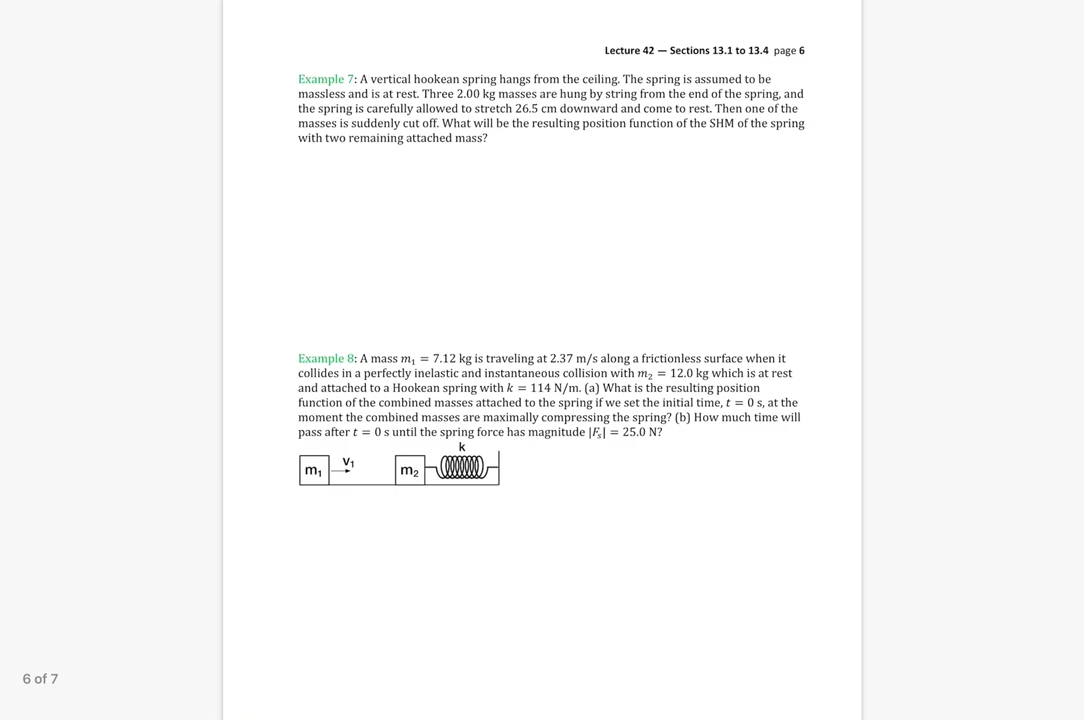 Lecture 42 — Sections 13.1 to 13.4 page 6
Example 7: A vertical hookean spring hangs from the ceiling. The spring is assumed to be
massless and is at rest. Three 2.00 kg masses are hung by string from the end of the spring, and
the spring is carefully allowed to stretch 26.5 cm downward and come to rest. Then one of the
masses is suddenly cut off. What will be the resulting position function of the SHM of the spring
with two remaining attached mass?
Example 8: A mass m₁ = 7.12 kg is traveling at 2.37 m/s along a frictionless surface when it
collides in a perfectly inelastic and instantaneous collision with m₂ = 12.0 kg which is at rest
and attached to a Hookean spring with k = 114 N/m. (a) What is the resulting position
function of the combined masses attached to the spring if we set the initial time, t = 0 s, at the
moment the combined masses are maximally compressing the spring? (b) How much time will
pass after t = 0 s until the spring force has magnitude |Fₛ| = 25.0 N?
k
m₁ v₁ m₂
6 of 7